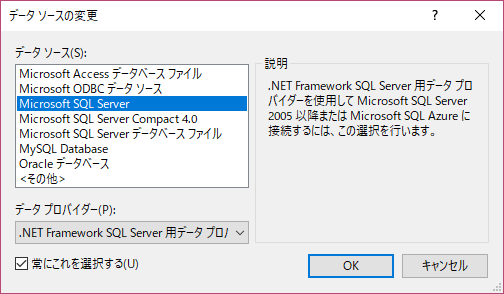 データ ソースの変更
データ ソース(S):
Microsoft Access データベース ファイル
Microsoft ODBC データ ソース
Microsoft SQL Server
Microsoft SQL Server Compact 4.0
Microsoft SQL Server データベース ファイル
MySQL Database
Oracle データベース
<その他>
説明
.NET Framework SQL Server 用データ プロ
バイダーを使用して Microsoft SQL Server
2005 以降または Microsoft SQL Azure に
接続するには、この選択を行います。
データ プロバイダー(P):
.NET Framework SQL Server 用データ プロバ
常にこれを選択する(U)
OK
キャンセル